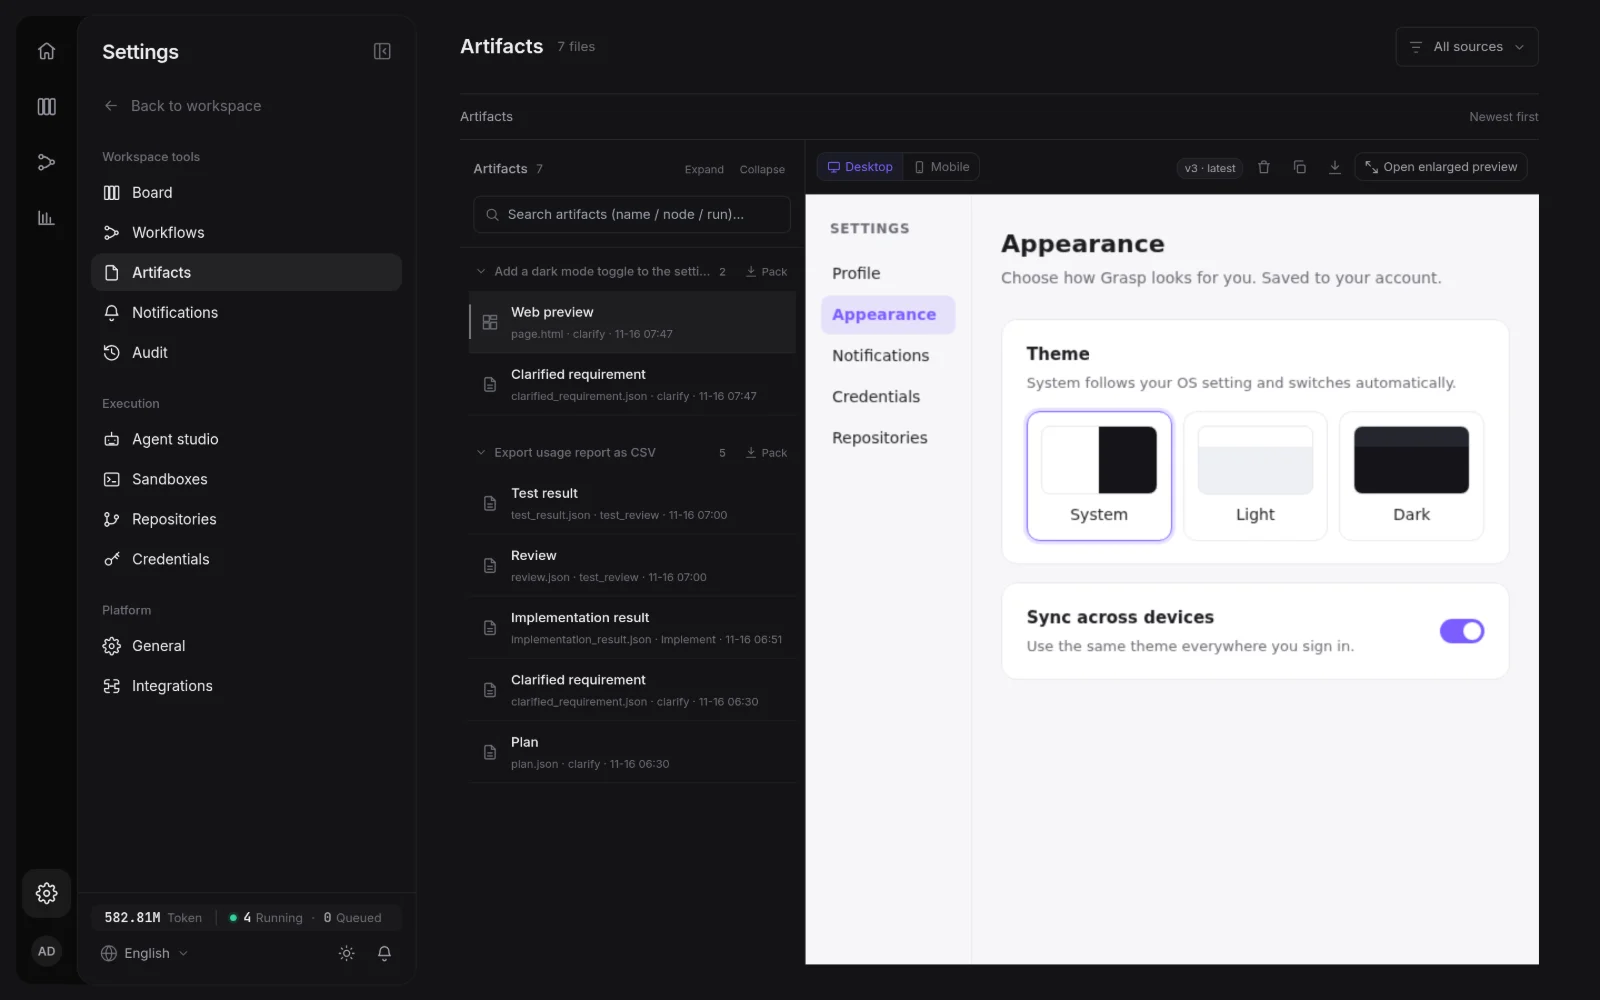 Settings
Back to workspace
Workspace tools
Board
Workflows
Artifacts
Notifications
Audit
Execution
Agent studio
Sandboxes
Repositories
Credentials
Platform
General
Integrations
582.81M Token
4 Running · 0 Queued
English
AD
Artifacts 7 files
All sources
Artifacts
Newest first
Artifacts 7
Expand Collapse
Search artifacts (name / node / run)...
Add a dark mode toggle to the setti... 2 Pack
Web preview
page.html · clarify · 11-16 07:47
Clarified requirement
clarified_requirement.json · clarify · 11-16 07:47
Export usage report as CSV 5 Pack
Test result
test_result.json · test_review · 11-16 07:00
Review
review.json · test_review · 11-16 07:00
Implementation result
implementation_result.json · implement · 11-16 06:51
Clarified requirement
clarified_requirement.json · clarify · 11-16 06:30
Plan
plan.json · clarify · 11-16 06:30
Desktop Mobile
v3 · latest
Open enlarged preview
SETTINGS
Profile
Appearance
Notifications
Credentials
Repositories
Appearance
Choose how Grasp looks for you. Saved to your account.
Theme
System follows your OS setting and switches automatically.
System
Light
Dark
Sync across devices
Use the same theme everywhere you sign in.